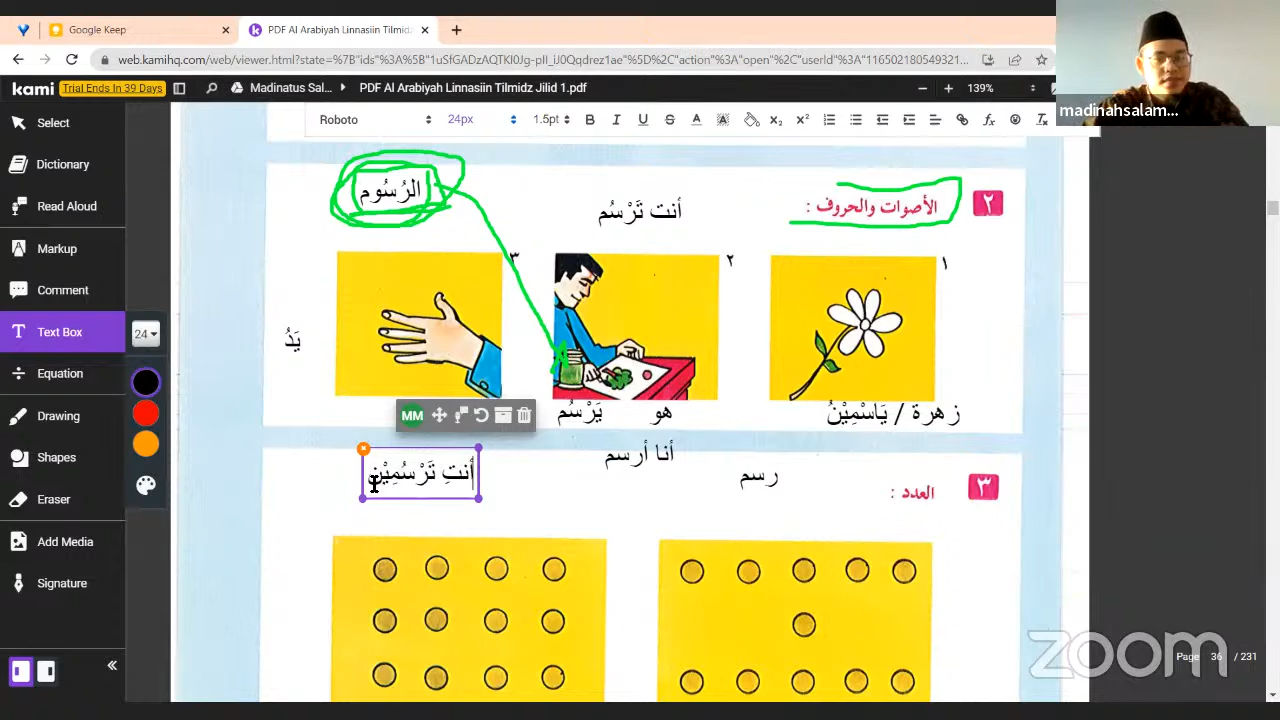 Google Keep
PDF Al Arabiyah Linnasiin Tilmidz
web.kamihq.com/web/viewer.html?state=%7B"ids"%3A%5B"1uSfSADzAQTKl0Jg-pII_iJ0Qqdrez1ae"%5D%2C"action"%3A"open"%2C"userId"%3A"116502180549321...
kami
Trial Ends In 39 Days
Madinatus Sal...
PDF Al Arabiyah Linnasiin Tilmidz Jilid 1.pdf
139%
madinahsalam...
Roboto
24px
1.5pt
Select
Dictionary
Read Aloud
Markup
Comment
Text Box
24
Equation
Drawing
Shapes
Eraser
Add Media
Signature
٢ الأصوات والحروف :
الرُسُوم
أنت تَرْسُم
١
٢
٣
يَدُ
زهرة / يَاسْمِيْنُ
هو يَرْسُم
MM
أنا أرسم
أنتِ تَرْسُمِيْنِ
رسم
٣ العدد :
zoom
Page 36 / 231